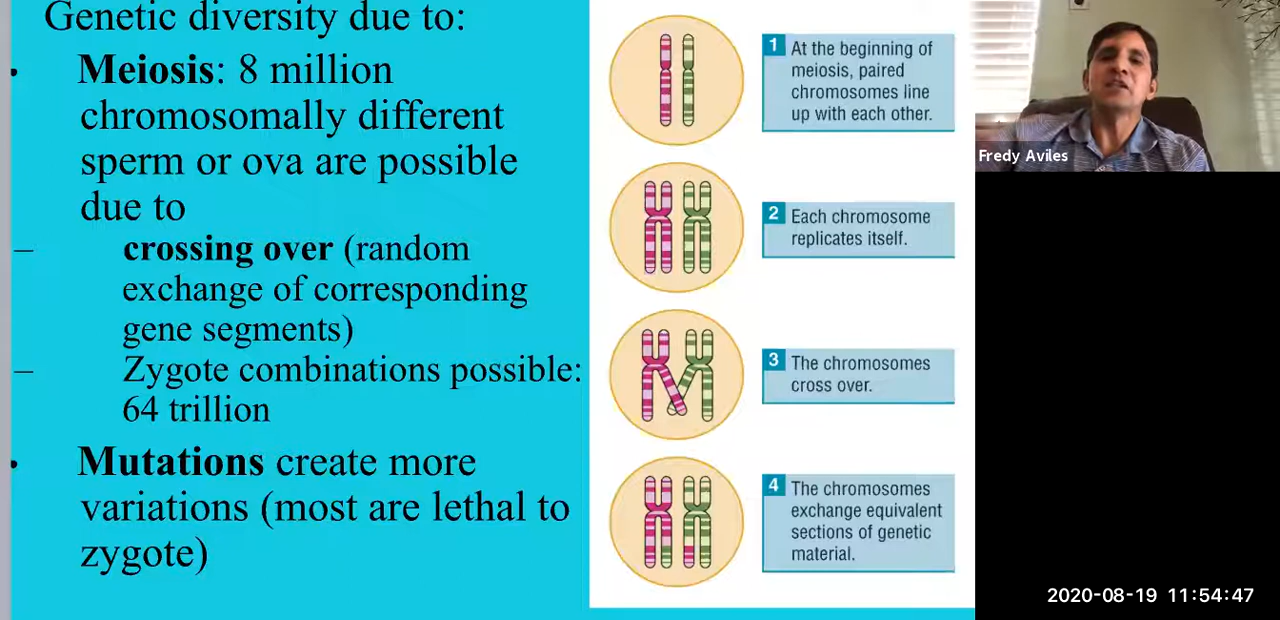 Genetic diversity due to:
• Meiosis: 8 million
chromosomally different
sperm or ova are possible
due to
– crossing over (random
exchange of corresponding
gene segments)
– Zygote combinations possible:
64 trillion
• Mutations create more
variations (most are lethal to
zygote)
1 At the beginning of
meiosis, paired
chromosomes line
up with each other.
2 Each chromosome
replicates itself.
3 The chromosomes
cross over.
4 The chromosomes
exchange equivalent
sections of genetic
material.
Fredy Aviles
2020-08-19 11:54:47